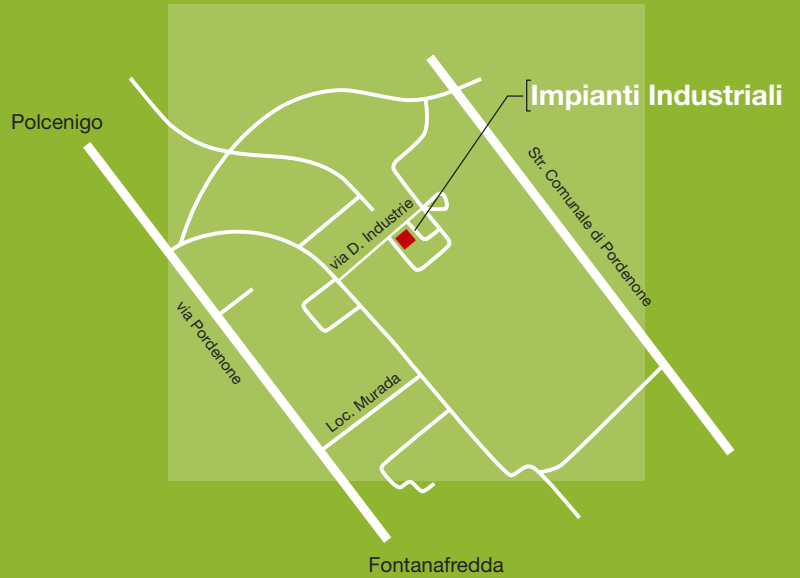 Impianti Industriali
Polcenigo
via D. Industrie
Str. Comunale di Pordenone
via Pordenone
Loc. Murada
Fontanafredda